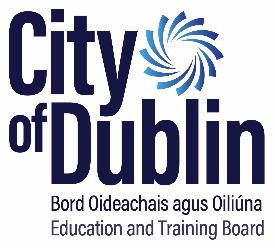 City
of Dublin
Bord Oideachais agus Oiliúna
Education and Training Board